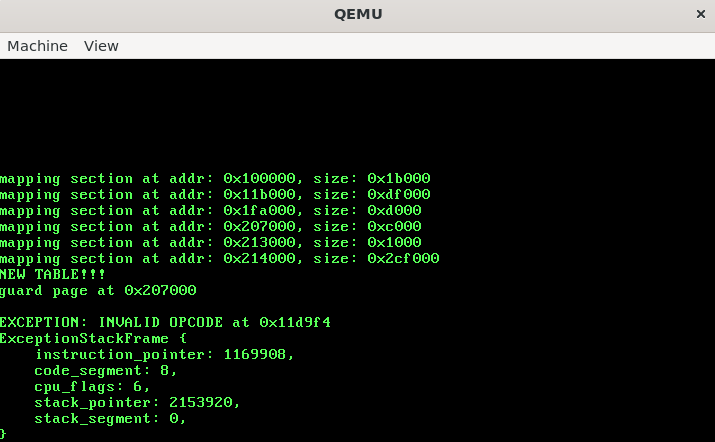 QEMU ×
Machine View
mapping section at addr: 0x100000, size: 0x1b000
mapping section at addr: 0x11b000, size: 0xdf000
mapping section at addr: 0x1fa000, size: 0xd000
mapping section at addr: 0x207000, size: 0xc000
mapping section at addr: 0x213000, size: 0x1000
mapping section at addr: 0x214000, size: 0x2cf000
NEW TABLE!!!
guard page at 0x207000
EXCEPTION: INVALID OPCODE at 0x11d9f4
ExceptionStackFrame {
    instruction_pointer: 1169908,
    code_segment: 8,
    cpu_flags: 6,
    stack_pointer: 2153920,
    stack_segment: 0,
}